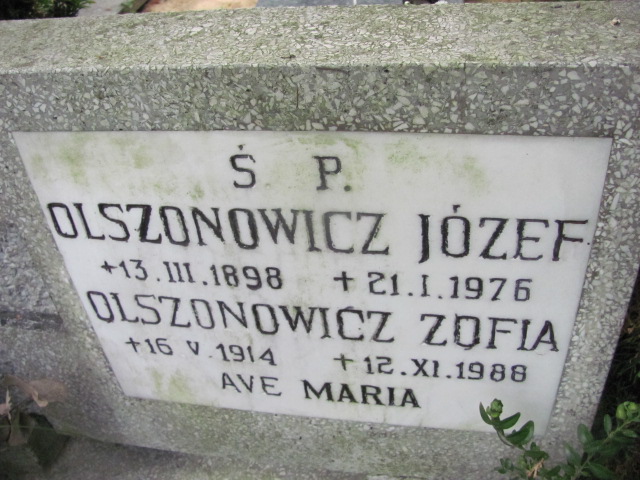 Ś P.
OLSZONOWICZ JÓZEF
*13.III.1898 +21.I.1976
OLSZONOWICZ ZOFIA
*16 V.1914 +12.XI.1988
AVE MARIA